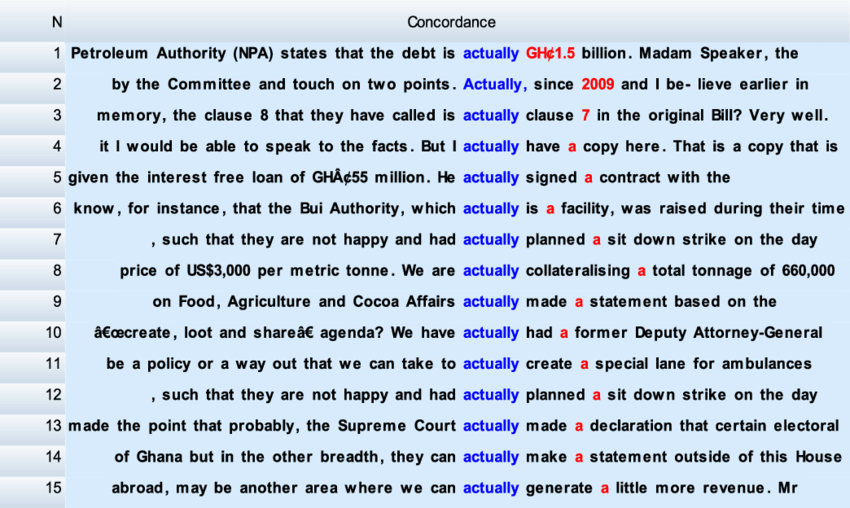 N Concordance
1 Petroleum Authority (NPA) states that the debt is actually GH¢1.5 billion. Madam Speaker, the
2 by the Committee and touch on two points. Actually, since 2009 and I be- lieve earlier in
3 memory, the clause 8 that they have called is actually clause 7 in the original Bill? Very well.
4 it I would be able to speak to the facts. But I actually have a copy here. That is a copy that is
5 given the interest free loan of GHÂ¢55 million. He actually signed a contract with the
6 know, for instance, that the Bui Authority, which actually is a facility, was raised during their time
7 , such that they are not happy and had actually planned a sit down strike on the day
8 price of US$3,000 per metric tonne. We are actually collateralising a total tonnage of 660,000
9 on Food, Agriculture and Cocoa Affairs actually made a statement based on the
10 â€œcreate, loot and shareâ€ agenda? We have actually had a former Deputy Attorney-General
11 be a policy or a way out that we can take to actually create a special lane for ambulances
12 , such that they are not happy and had actually planned a sit down strike on the day
13 made the point that probably, the Supreme Court actually made a declaration that certain electoral
14 of Ghana but in the other breadth, they can actually make a statement outside of this House
15 abroad, may be another area where we can actually generate a little more revenue. Mr